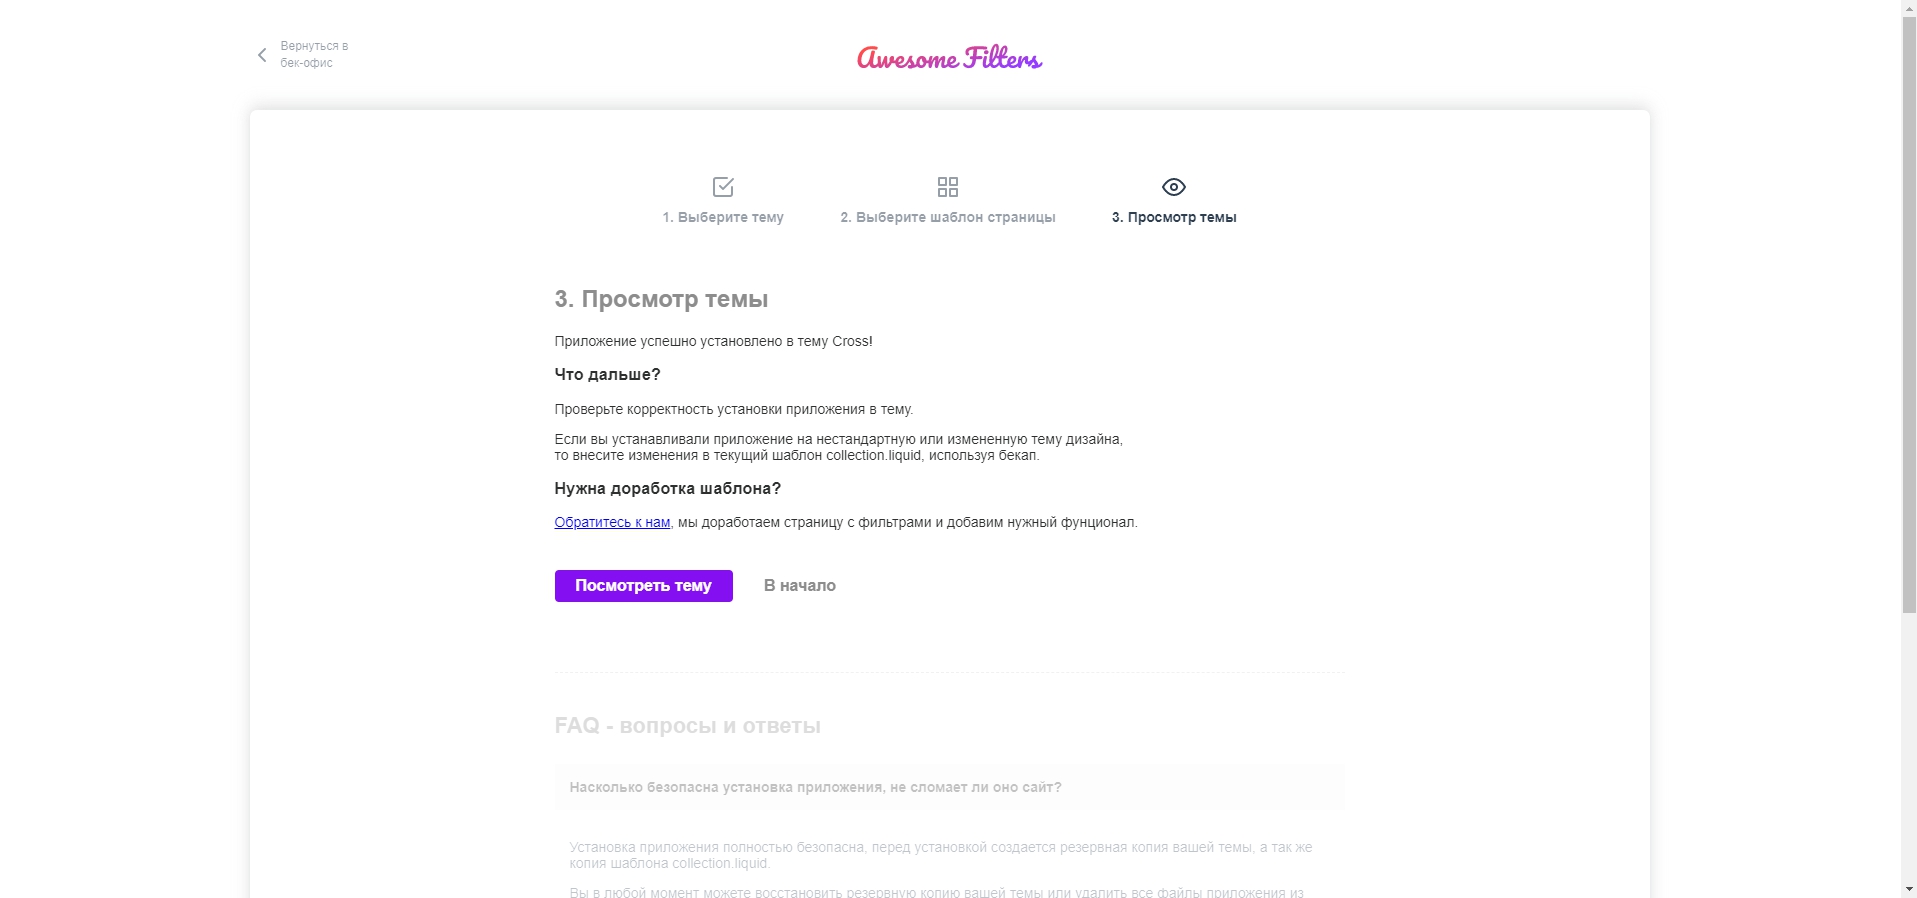 Вернуться в
бек-офис
Awesome Filters
1. Выберите тему
2. Выберите шаблон страницы
3. Просмотр темы
3. Просмотр темы
Приложение успешно установлено в тему Cross!
Что дальше?
Проверьте корректность установки приложения в тему.
Если вы устанавливали приложение на нестандартную или измененную тему дизайна,
то внесите изменения в текущий шаблон collection.liquid, используя бекап.
Нужна доработка шаблона?
Обратитесь к нам, мы доработаем страницу с фильтрами и добавим нужный фунционал.
Посмотреть тему
В начало
FAQ - вопросы и ответы
Насколько безопасна установка приложения, не сломает ли оно сайт?
Установка приложения полностью безопасна, перед установкой создается резервная копия вашей темы, а так же
копия шаблона collection.liquid.
Вы в любой момент можете восстановить резервную копию вашей темы или удалить все файлы приложения из